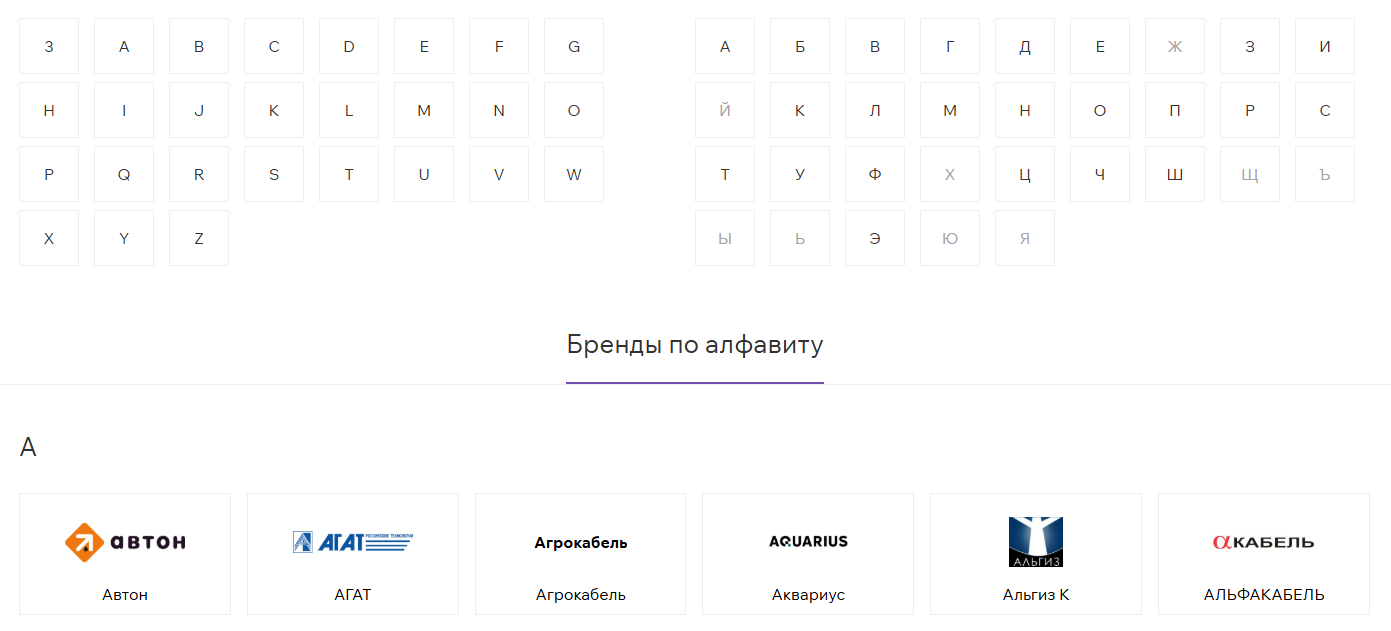 3 A B C D E F G
H I J K L M N O
P Q R S T U V W
X Y Z
А Б В Г Д Е Ж З И
Й К Л М Н О П Р С
Т У Ф Х Ц Ч Ш Щ Ъ
Ы Ь Э Ю Я
Бренды по алфавиту
А
автон
Автон
АГАТ РОССИЙСКИЕ ТЕХНОЛОГИИ
АГАТ
Агрокабель
Агрокабель
AQUARIUS
Аквариус
АЛЬГИЗ
Альгиз К
αКАБЕЛЬ
АЛЬФАКАБЕЛЬ